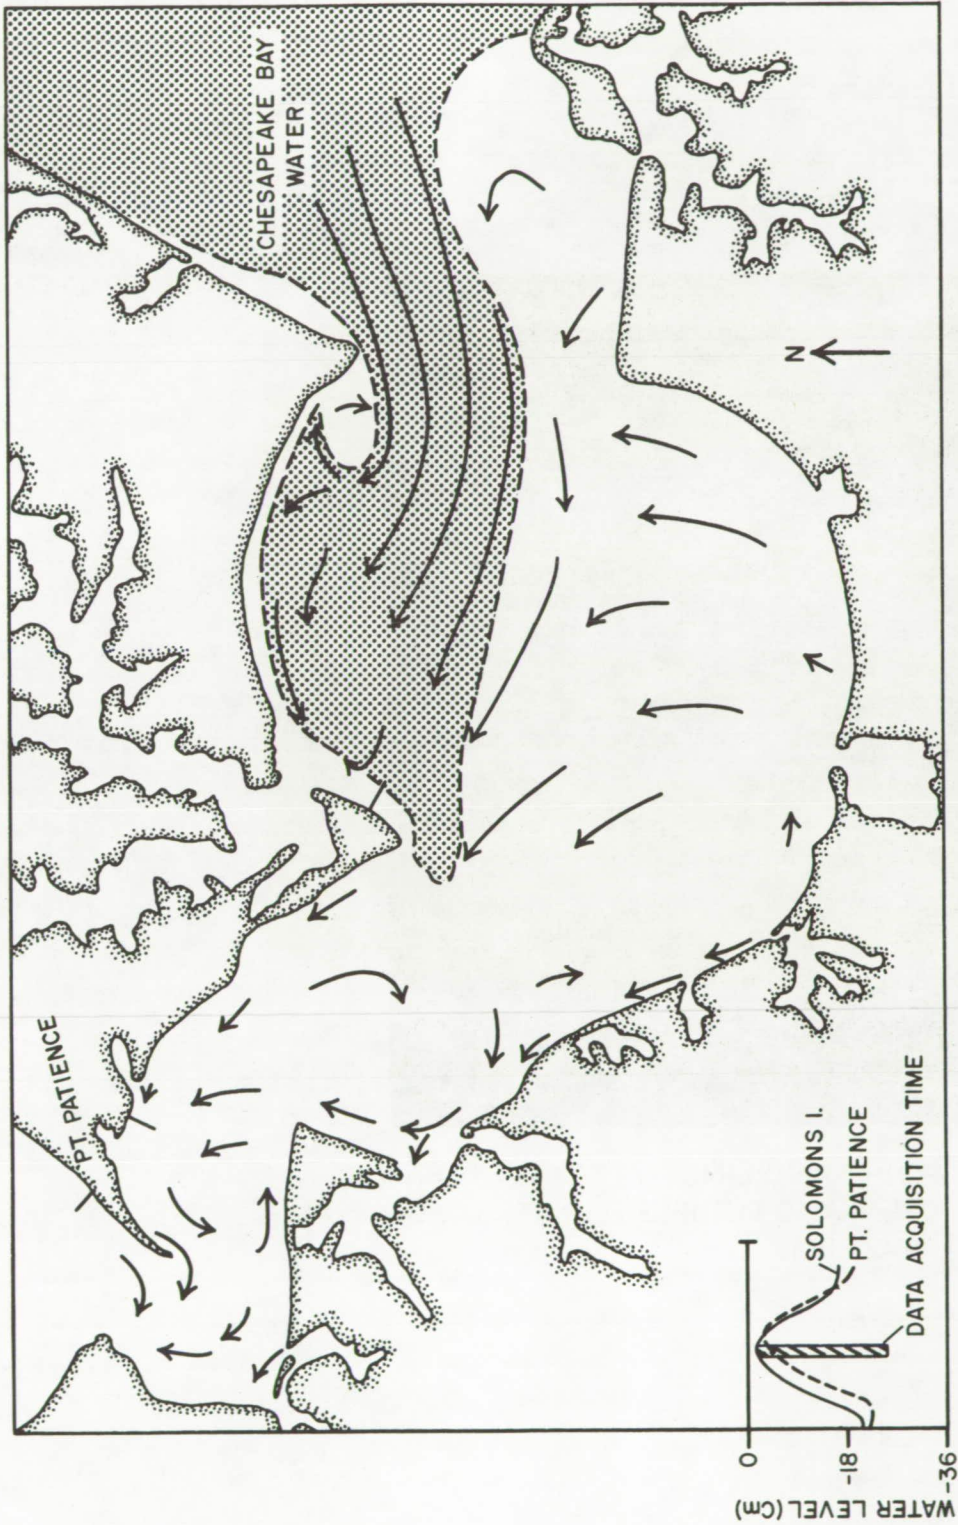 CHESAPEAKE BAY
WATER
PT. PATIENCE
N
SOLOMONS I.
PT. PATIENCE
DATA ACQUISITION TIME
0
-18
-36
WATER LEVEL (Cm)